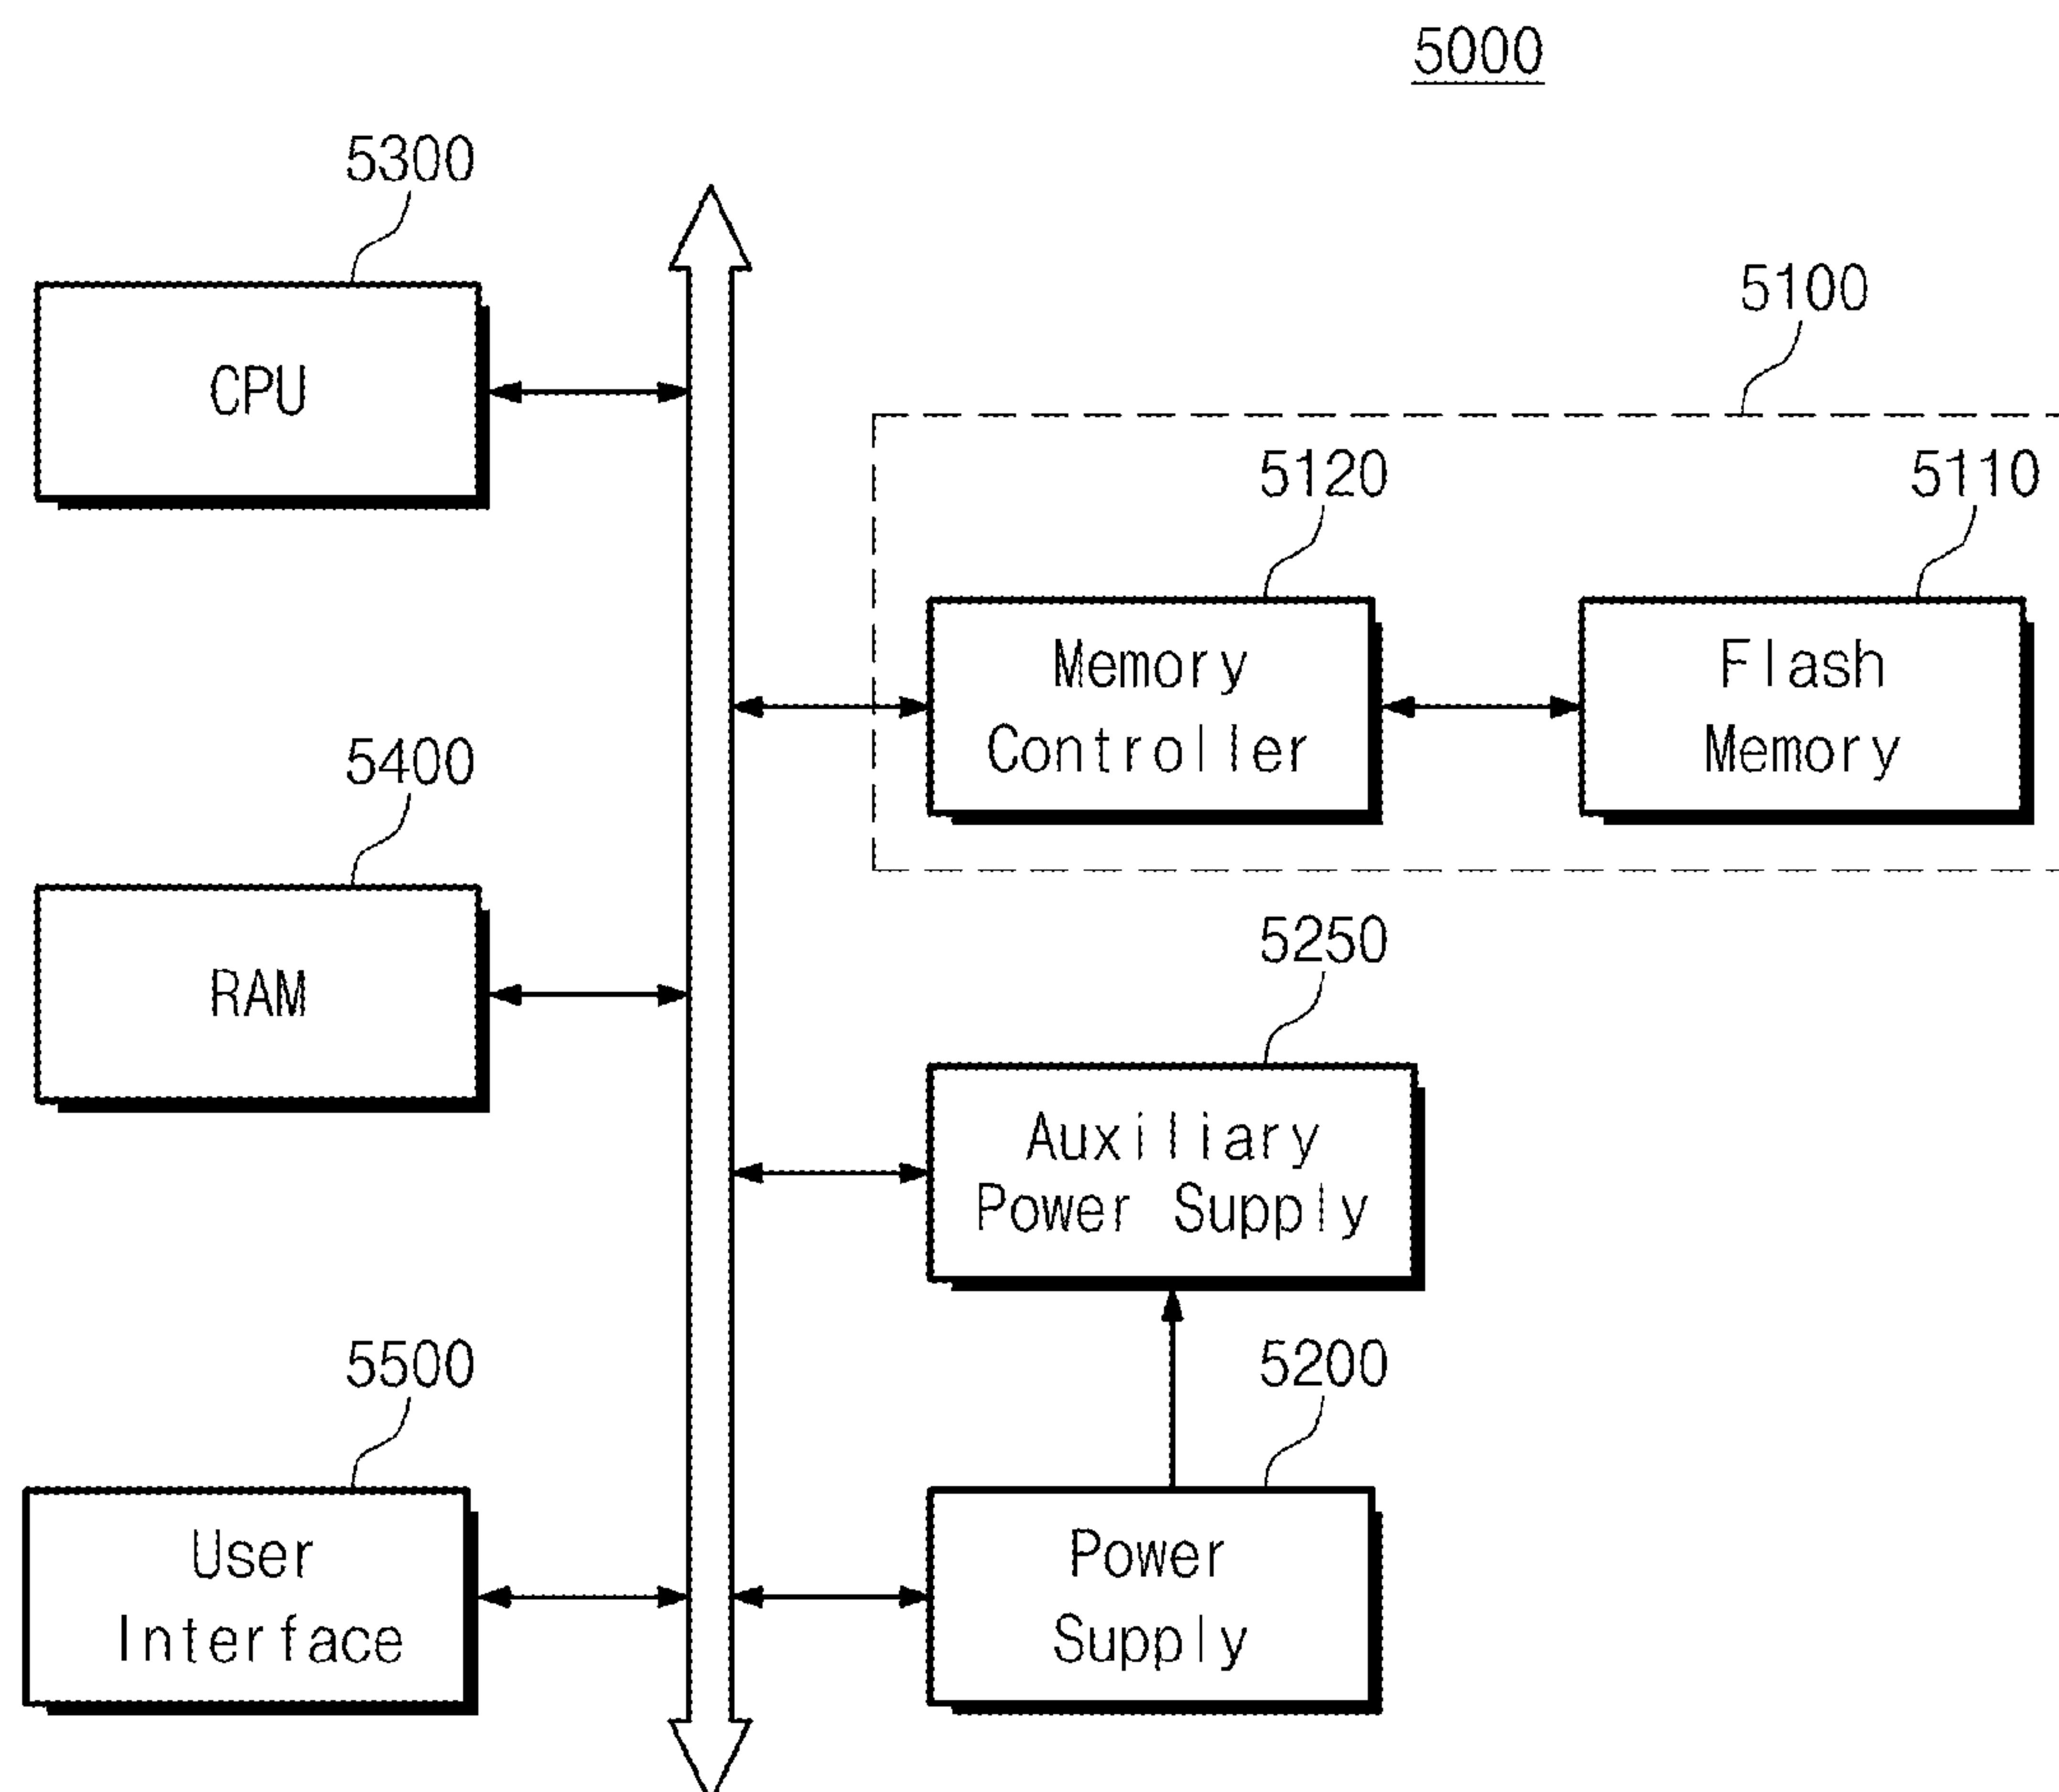 5000
5300
CPU
5100
5120
5110
Memory
Controller
Flash
Memory
5400
RAM
5250
Auxiliary
Power Supply
5500
User
Interface
5200
Power
Supply